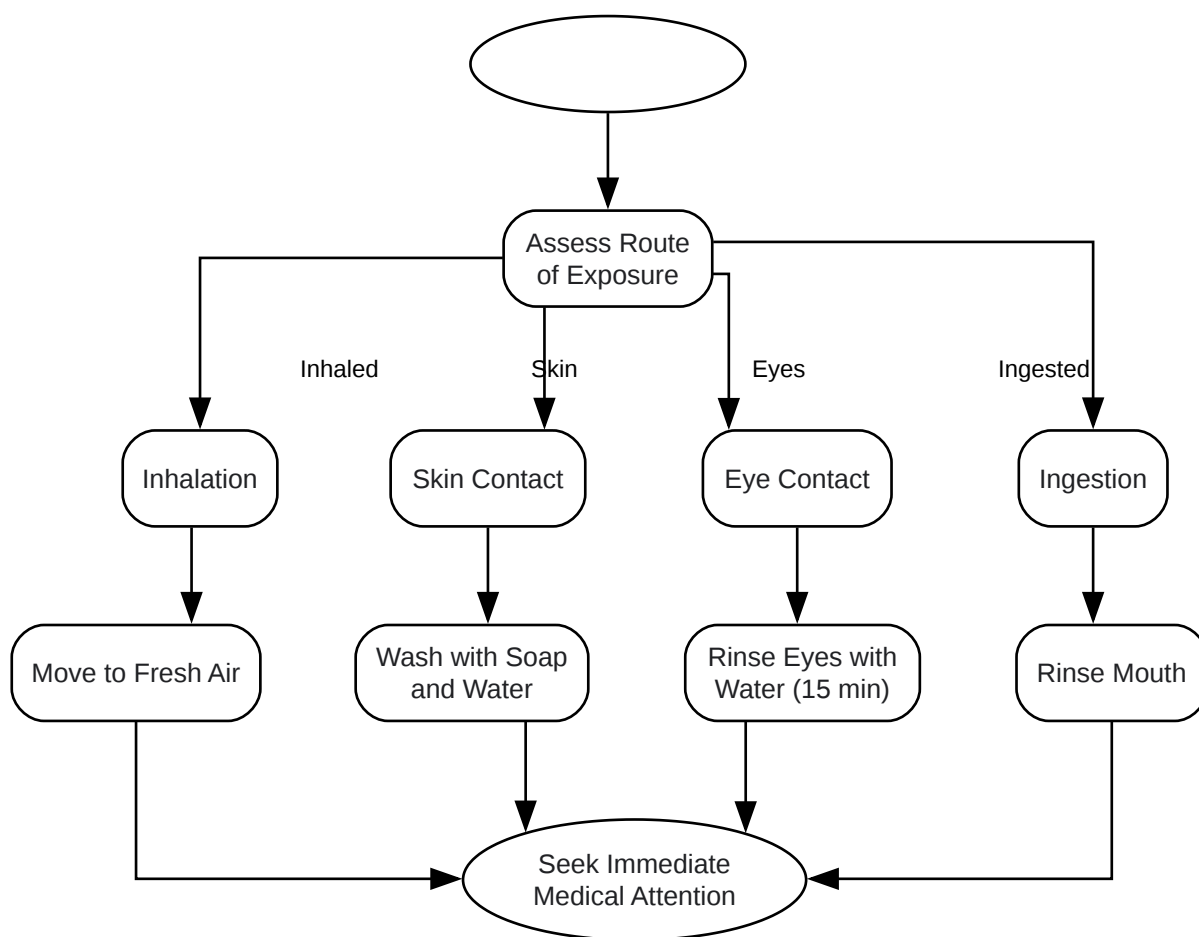 Assess Route
of Exposure
Inhaled
Skin
Eyes
Ingested
Inhalation
Skin Contact
Eye Contact
Ingestion
Move to Fresh Air
Wash with Soap
and Water
Rinse Eyes with
Water (15 min)
Rinse Mouth
Seek Immediate
Medical Attention